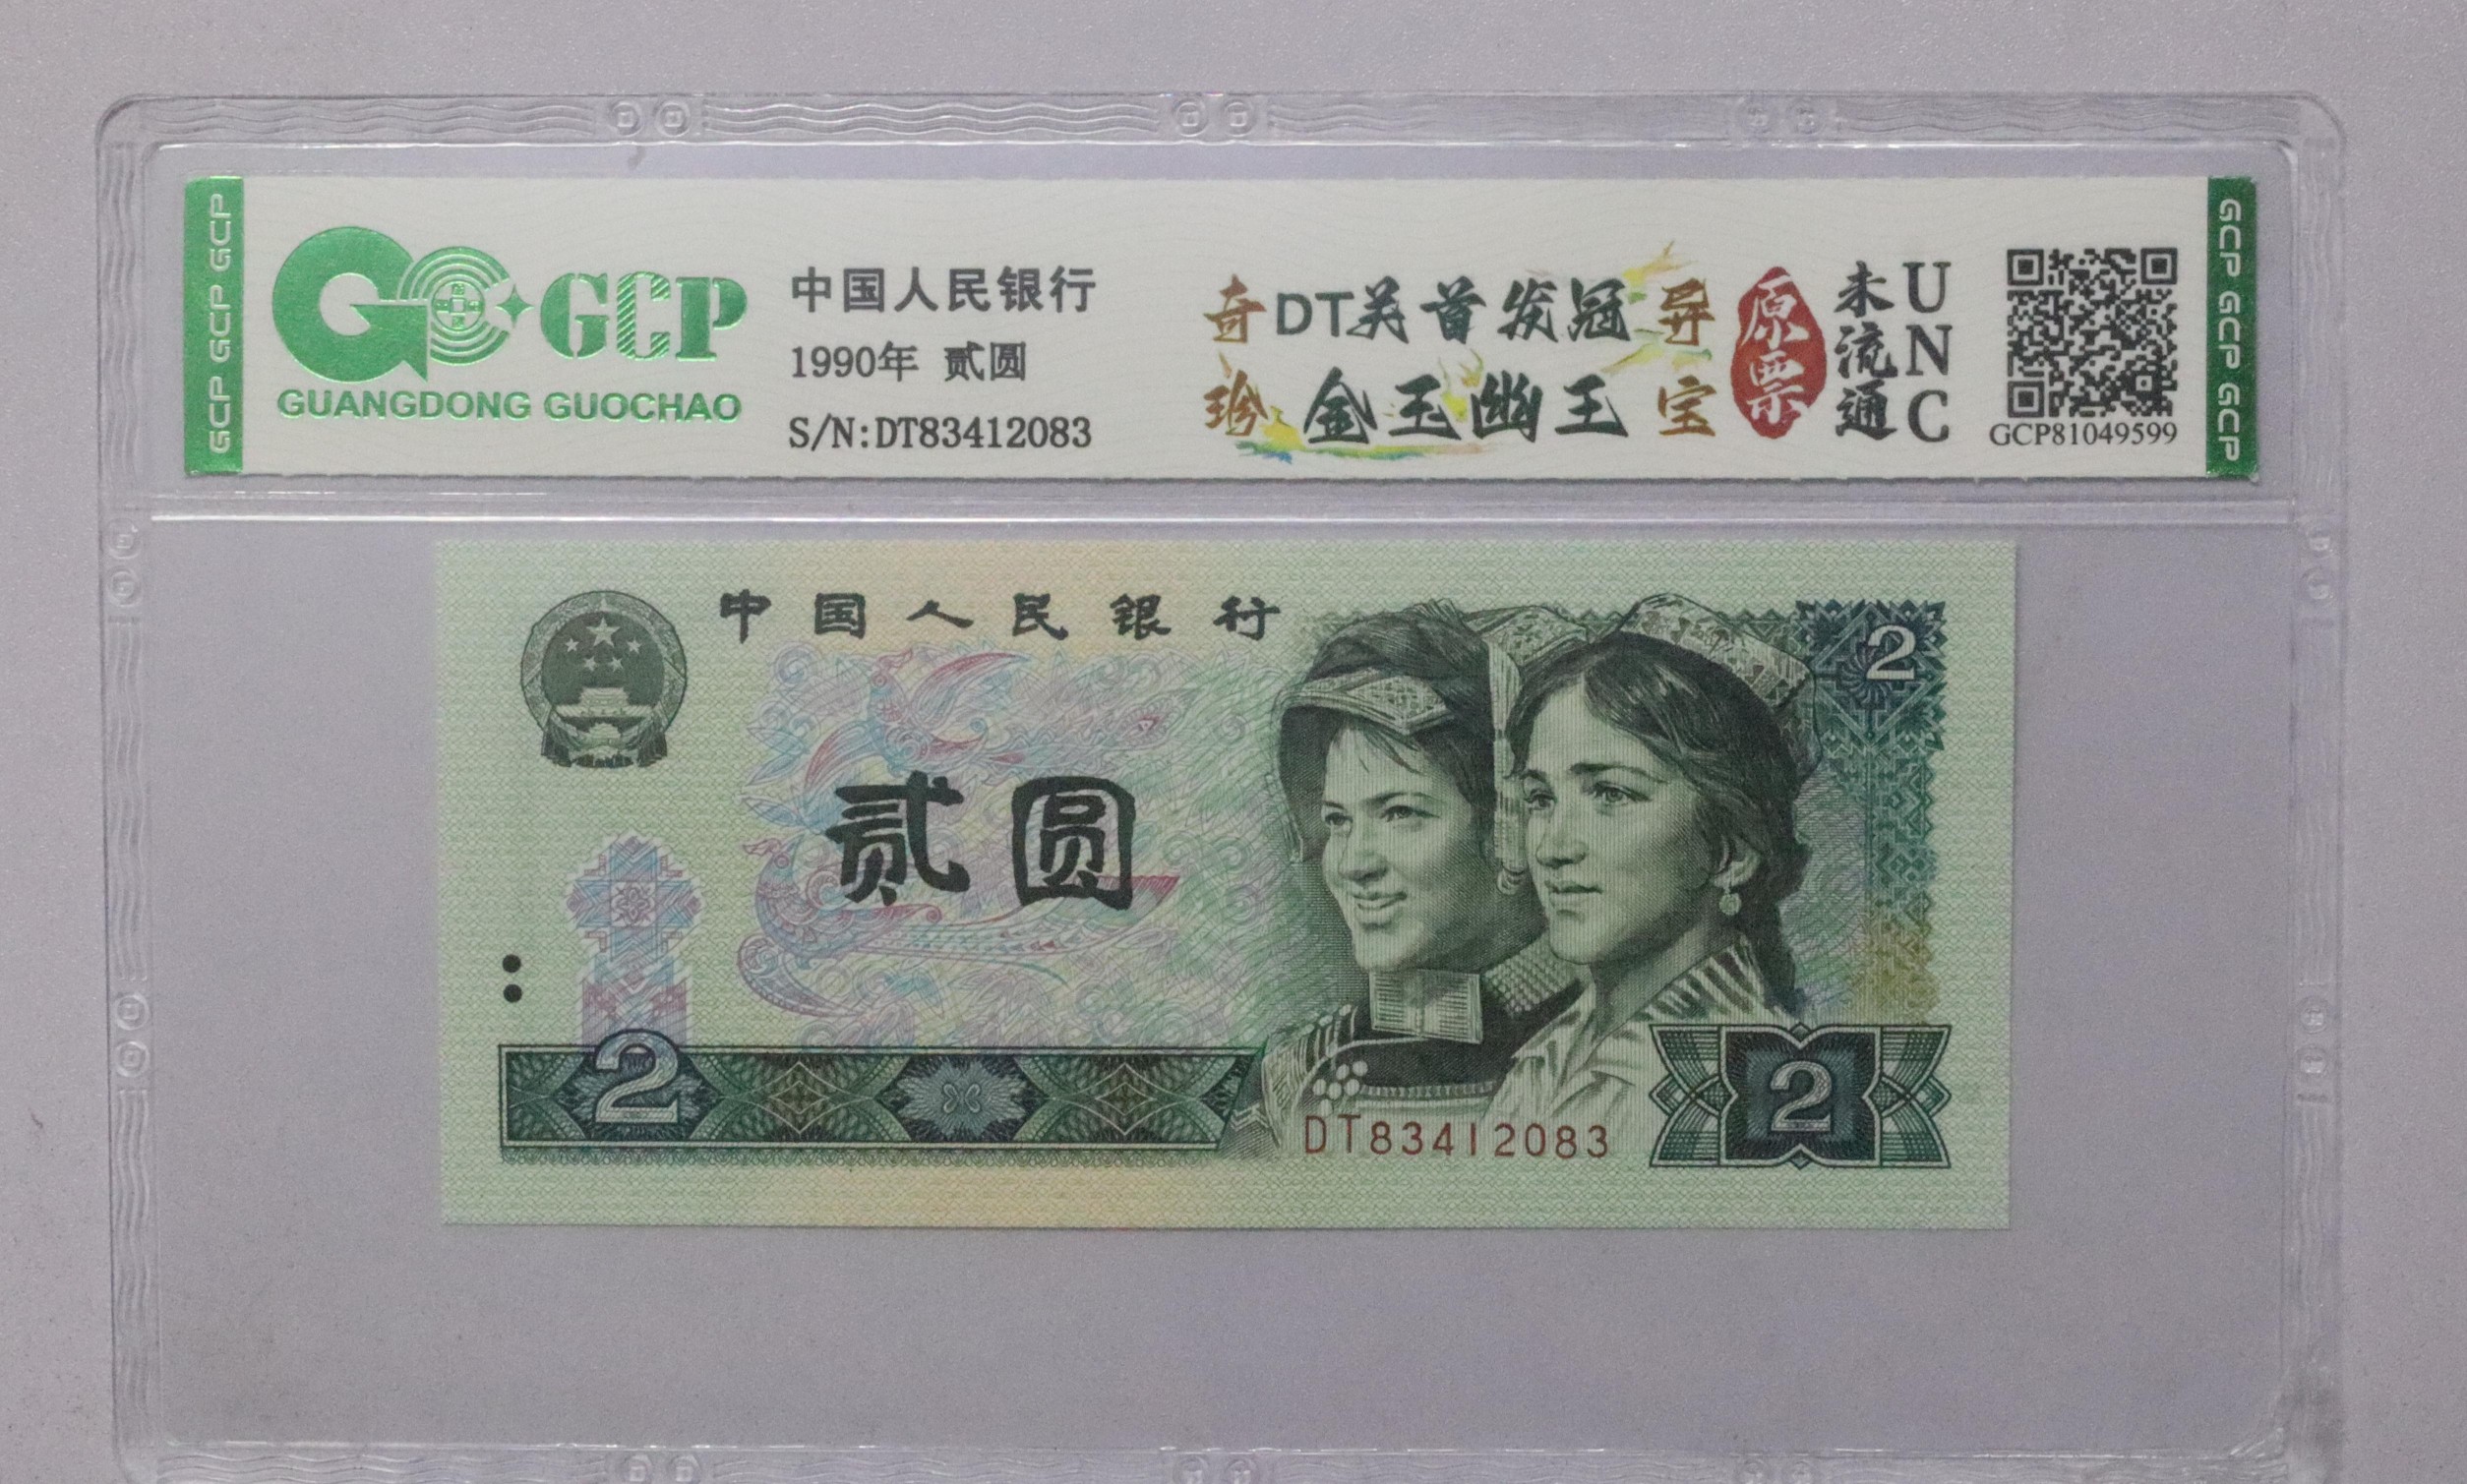 GCP GCP GCP
GCP
GUANGDONG GUOCHAO
中国人民银行
1990年 贰圆
S/N:DT83412083
奇珍
DT英首发冠
金玉幽王
异宝
原票
未流通
UNC
GCP81049599
GCP GCP GCP
中国人民银行
贰圆
2
2
2
DT83412083